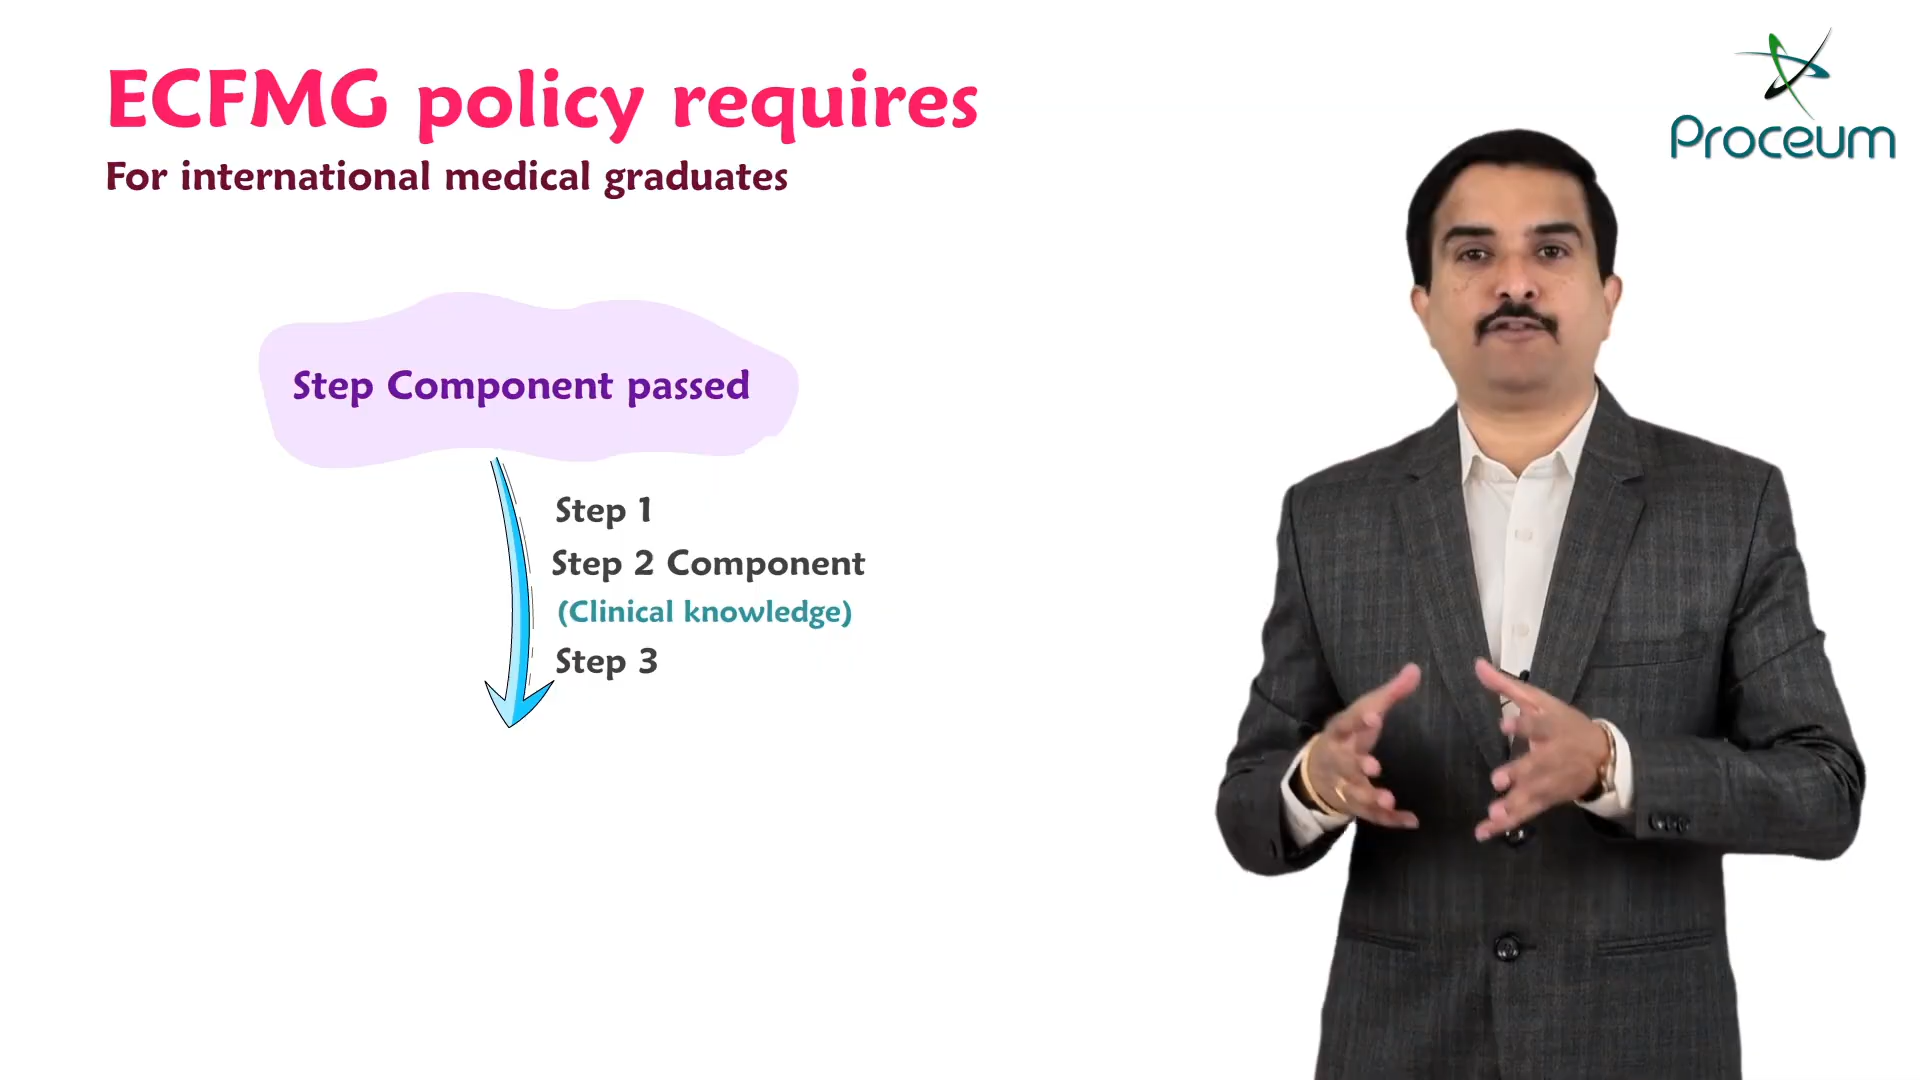 ECFMG policy requires
For international medical graduates
Proceum
Step Component passed
Step 1
Step 2 Component
(Clinical knowledge)
Step 3